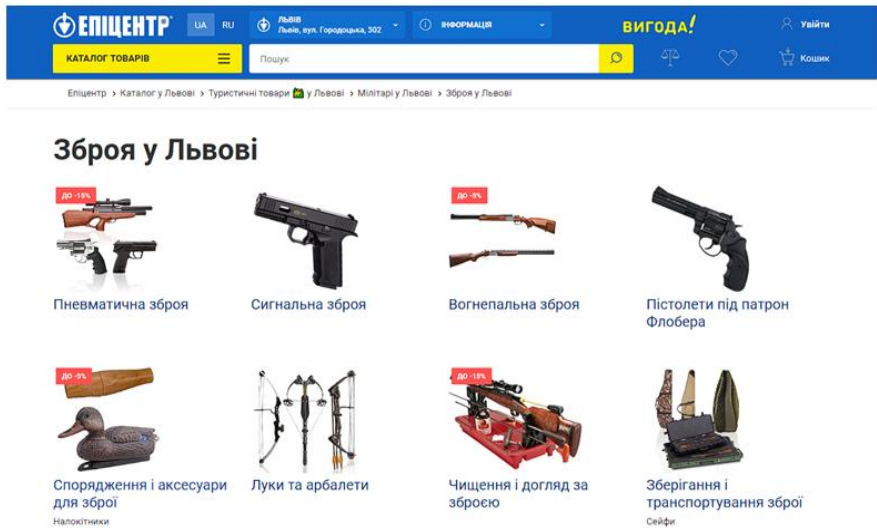 ЕПІЦЕНТР
UA RU
ЛЬВІВ
Львів, вул. Городоцька, 302
ІНФОРМАЦІЯ
ВИГОДА!
Увійти
КАТАЛОГ ТОВАРІВ
Пошук
Кошик
Епіцентр > Каталог у Львові > Туристичні товари у Львові > Мілітарі у Львові > Зброя у Львові
Зброя у Львові
ДО -15%
ДО -5%
Пневматична зброя
Сигнальна зброя
Вогнепальна зброя
Пістолети під патрон
Флобера
ДО -5%
ДО -15%
Спорядження і аксесуари
для зброї
Налокітники
Луки та арбалети
Чищення і догляд за
зброєю
Зберігання і
транспортування зброї
Сейфи